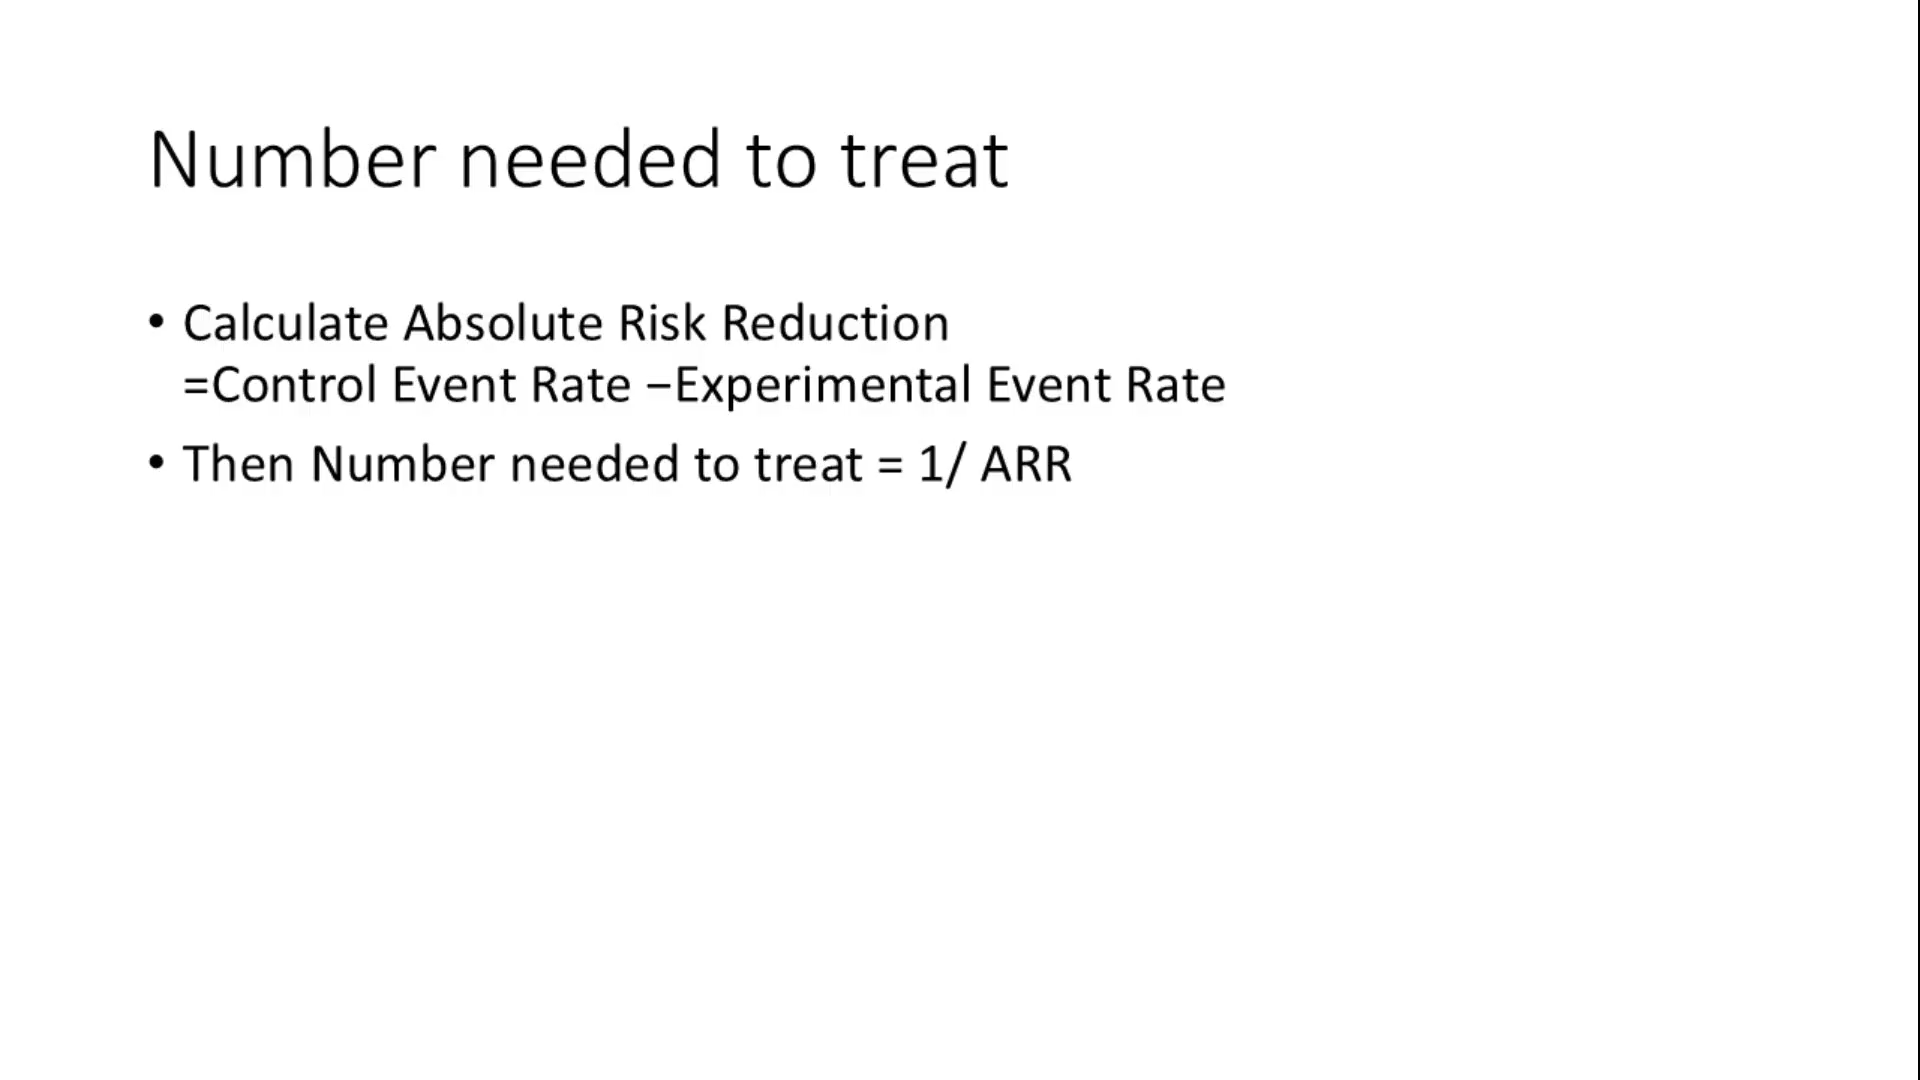 Number needed to treat
• Calculate Absolute Risk Reduction
=Control Event Rate –Experimental Event Rate
• Then Number needed to treat = 1/ ARR